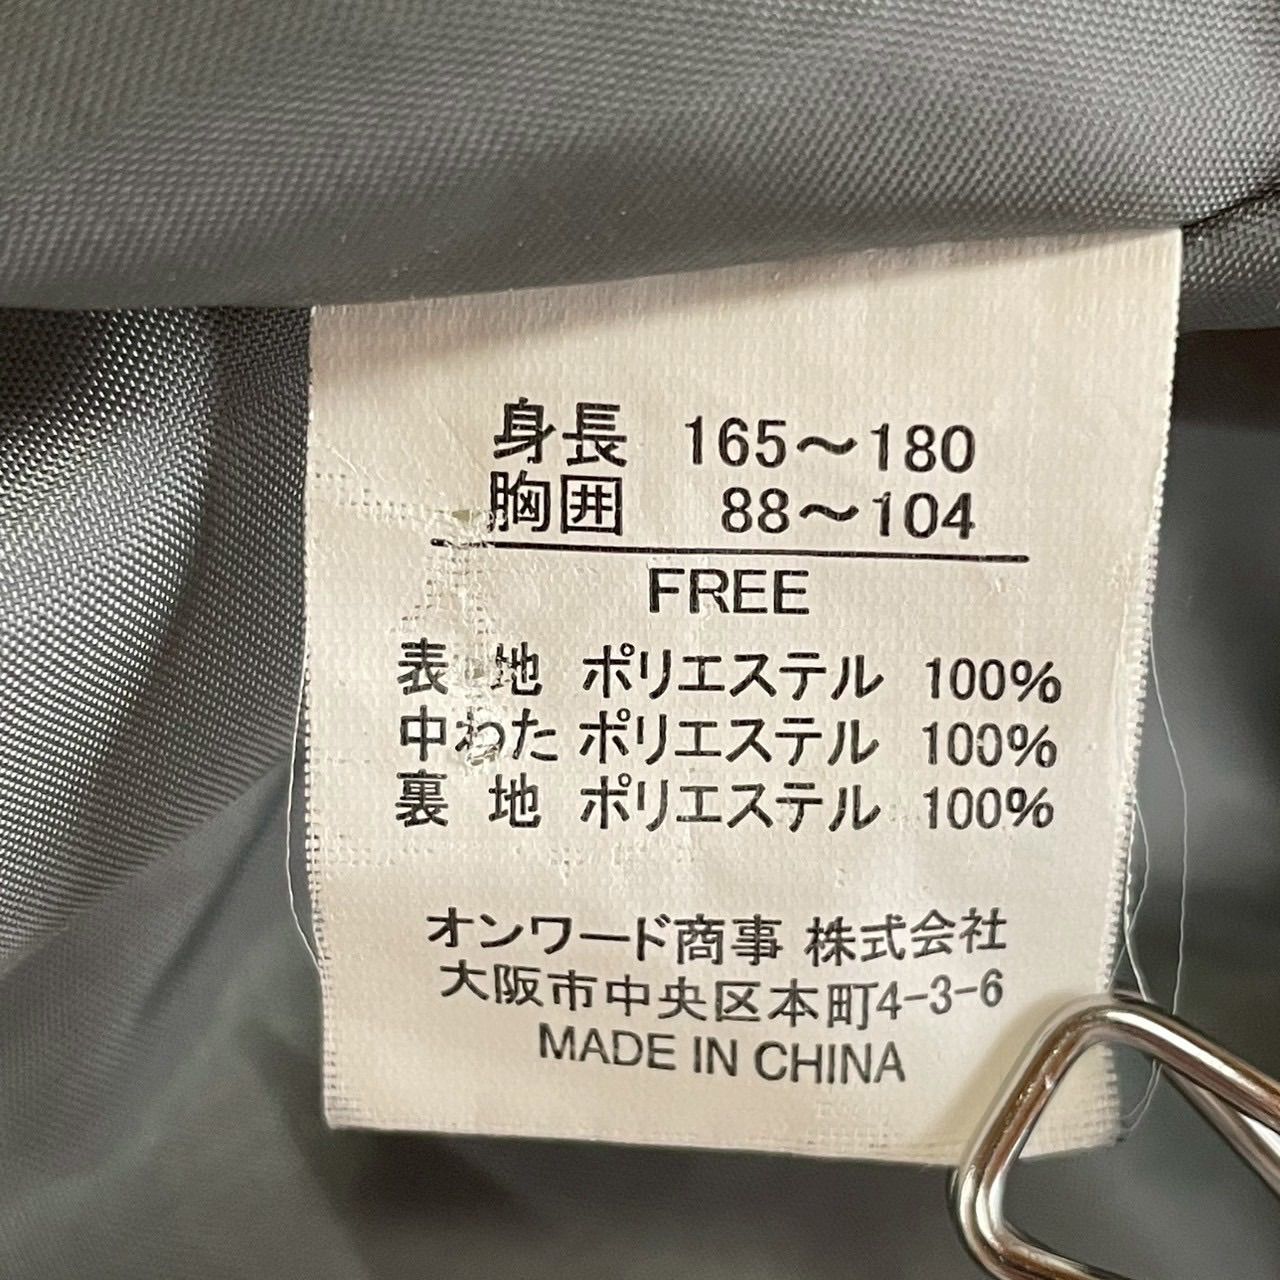 身長 165～180
胸囲 88～104
FREE
表 地 ポリエステル 100%
中わた ポリエステル 100%
裏 地 ポリエステル 100%
オンワード商事 株式会社
大阪市中央区本町4-3-6
MADE IN CHINA